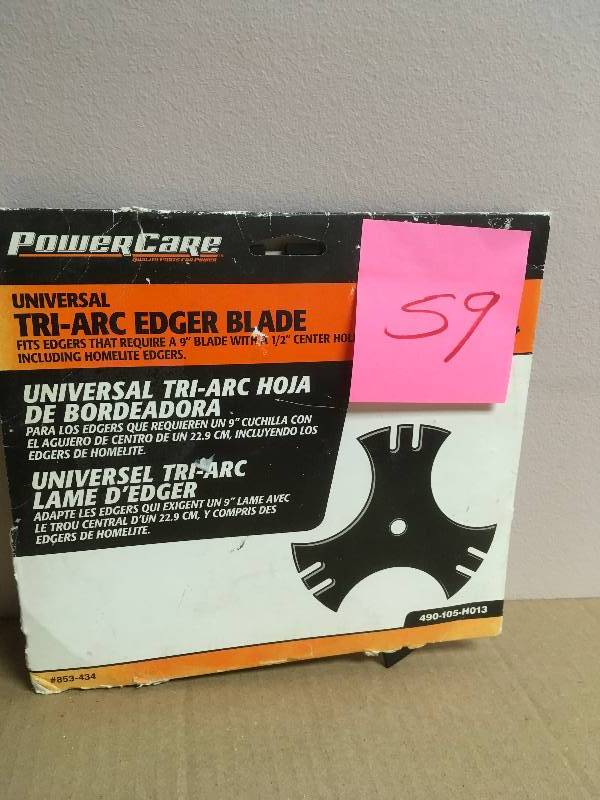 POWERCARE
QUALITY PARTS FOR POWER
59
UNIVERSAL
TRI-ARC EDGER BLADE
FITS EDGERS THAT REQUIRE A 9" BLADE WITH A 1/2" CENTER
INCLUDING HOMELITE EDGERS.
UNIVERSAL TRI-ARC HOJA
DE BORDEADORA
PARA LOS EDGERS QUE REQUIEREN UN 9" CUCHILLA CON
EL AGUJERO DE CENTRO DE UN 22.9 CM, INCLUYENDO LOS
EDGERS DE HOMELITE.
UNIVERSEL TRI-ARC
LAME D'EDGER
ADAPTE LES EDGERS QUI EXIGENT UN 9" LAME AVEC
LE TROU CENTRAL D'UN 22.9 CM, Y COMPRIS DES
EDGERS DE HOMELITE.
490-105-H013
#853-434